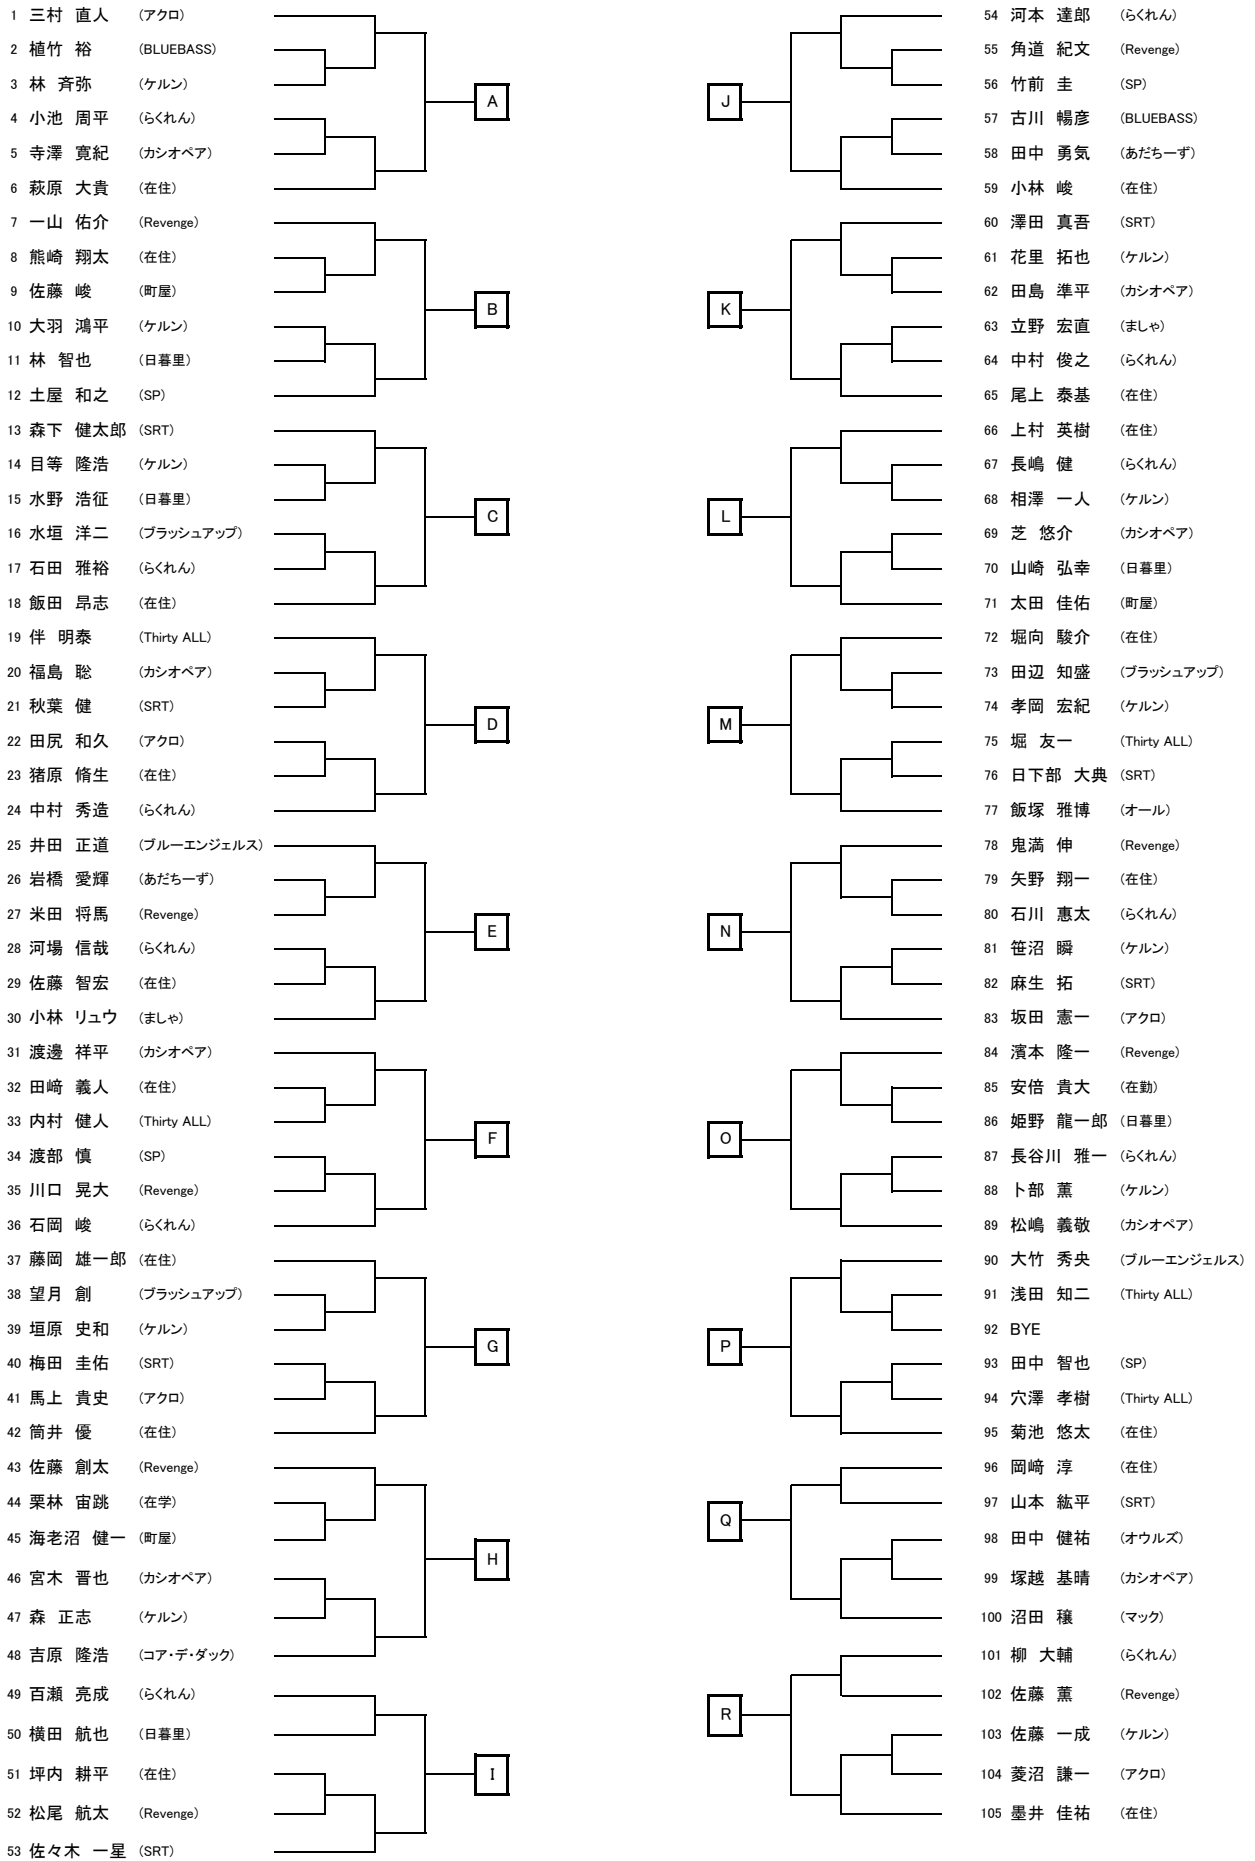 1 三村 直人 (アクロ)
2 植竹 裕 (BLUEBASS)
3 林 斉弥 (ケルン)
A
4 小池 周平 (らくれん)
5 寺澤 寛紀 (カシオペア)
6 萩原 大貴 (在住)
7 一山 佑介 (Revenge)
8 熊崎 翔太 (在住)
9 佐藤 峻 (町屋)
B
10 大羽 鴻平 (ケルン)
11 林 智也 (日暮里)
12 土屋 和之 (SP)
13 森下 健太郎 (SRT)
14 目等 隆浩 (ケルン)
15 水野 浩征 (日暮里)
C
16 水垣 洋二 (ブラッシュアップ)
17 石田 雅裕 (らくれん)
18 飯田 昂志 (在住)
19 伴 明泰 (Thirty ALL)
20 福島 聡 (カシオペア)
21 秋葉 健 (SRT)
D
22 田尻 和久 (アクロ)
23 猪原 脩生 (在住)
24 中村 秀造 (らくれん)
25 井田 正道 (ブルーエンジェルス)
26 岩橋 愛輝 (あだちーず)
27 米田 将馬 (Revenge)
E
28 河場 信哉 (らくれん)
29 佐藤 智宏 (在住)
30 小林 リュウ (ましゃ)
31 渡邊 祥平 (カシオペア)
32 田﨑 義人 (在住)
33 内村 健人 (Thirty ALL)
F
34 渡部 慎 (SP)
35 川口 晃大 (Revenge)
36 石岡 峻 (らくれん)
37 藤岡 雄一郎 (在住)
38 望月 創 (ブラッシュアップ)
39 垣原 史和 (ケルン)
G
40 梅田 圭佑 (SRT)
41 馬上 貴史 (アクロ)
42 筒井 優 (在住)
43 佐藤 創太 (Revenge)
44 栗林 宙跳 (在学)
45 海老沼 健一 (町屋)
H
46 宮木 晋也 (カシオペア)
47 森 正志 (ケルン)
48 吉原 隆浩 (コア・デ・ダック)
49 百瀬 亮成 (らくれん)
50 横田 航也 (日暮里)
I
51 坪内 耕平 (在住)
52 松尾 航太 (Revenge)
53 佐々木 一星 (SRT)
54 河本 達郎 (らくれん)
55 角道 紀文 (Revenge)
56 竹前 圭 (SP)
J
57 古川 暢彦 (BLUEBASS)
58 田中 勇気 (あだちーず)
59 小林 峻 (在住)
60 澤田 真吾 (SRT)
61 花里 拓也 (ケルン)
62 田島 準平 (カシオペア)
K
63 立野 宏直 (ましゃ)
64 中村 俊之 (らくれん)
65 尾上 泰基 (在住)
66 上村 英樹 (在住)
67 長嶋 健 (らくれん)
68 相澤 一人 (ケルン)
L
69 芝 悠介 (カシオペア)
70 山崎 弘幸 (日暮里)
71 太田 佳佑 (町屋)
72 堀向 駿介 (在住)
73 田辺 知盛 (ブラッシュアップ)
74 孝岡 宏紀 (ケルン)
M
75 堀 友一 (Thirty ALL)
76 日下部 大典 (SRT)
77 飯塚 雅博 (オール)
78 鬼満 伸 (Revenge)
79 矢野 翔一 (在住)
80 石川 惠太 (らくれん)
N
81 笹沼 瞬 (ケルン)
82 麻生 拓 (SRT)
83 坂田 憲一 (アクロ)
84 濱本 隆一 (Revenge)
85 安倍 貴大 (在勤)
86 姫野 龍一郎 (日暮里)
O
87 長谷川 雅一 (らくれん)
88 卜部 薫 (ケルン)
89 松嶋 義敬 (カシオペア)
90 大竹 秀央 (ブルーエンジェルス)
91 浅田 知二 (Thirty ALL)
92 BYE
P
93 田中 智也 (SP)
94 穴澤 孝樹 (Thirty ALL)
95 菊池 悠太 (在住)
96 岡﨑 淳 (在住)
97 山本 紘平 (SRT)
Q
98 田中 健祐 (オウルズ)
99 塚越 基晴 (カシオペア)
100 沼田 穣 (マック)
101 柳 大輔 (らくれん)
102 佐藤 薫 (Revenge)
R
103 佐藤 一成 (ケルン)
104 菱沼 謙一 (アクロ)
105 墨井 佳祐 (在住)